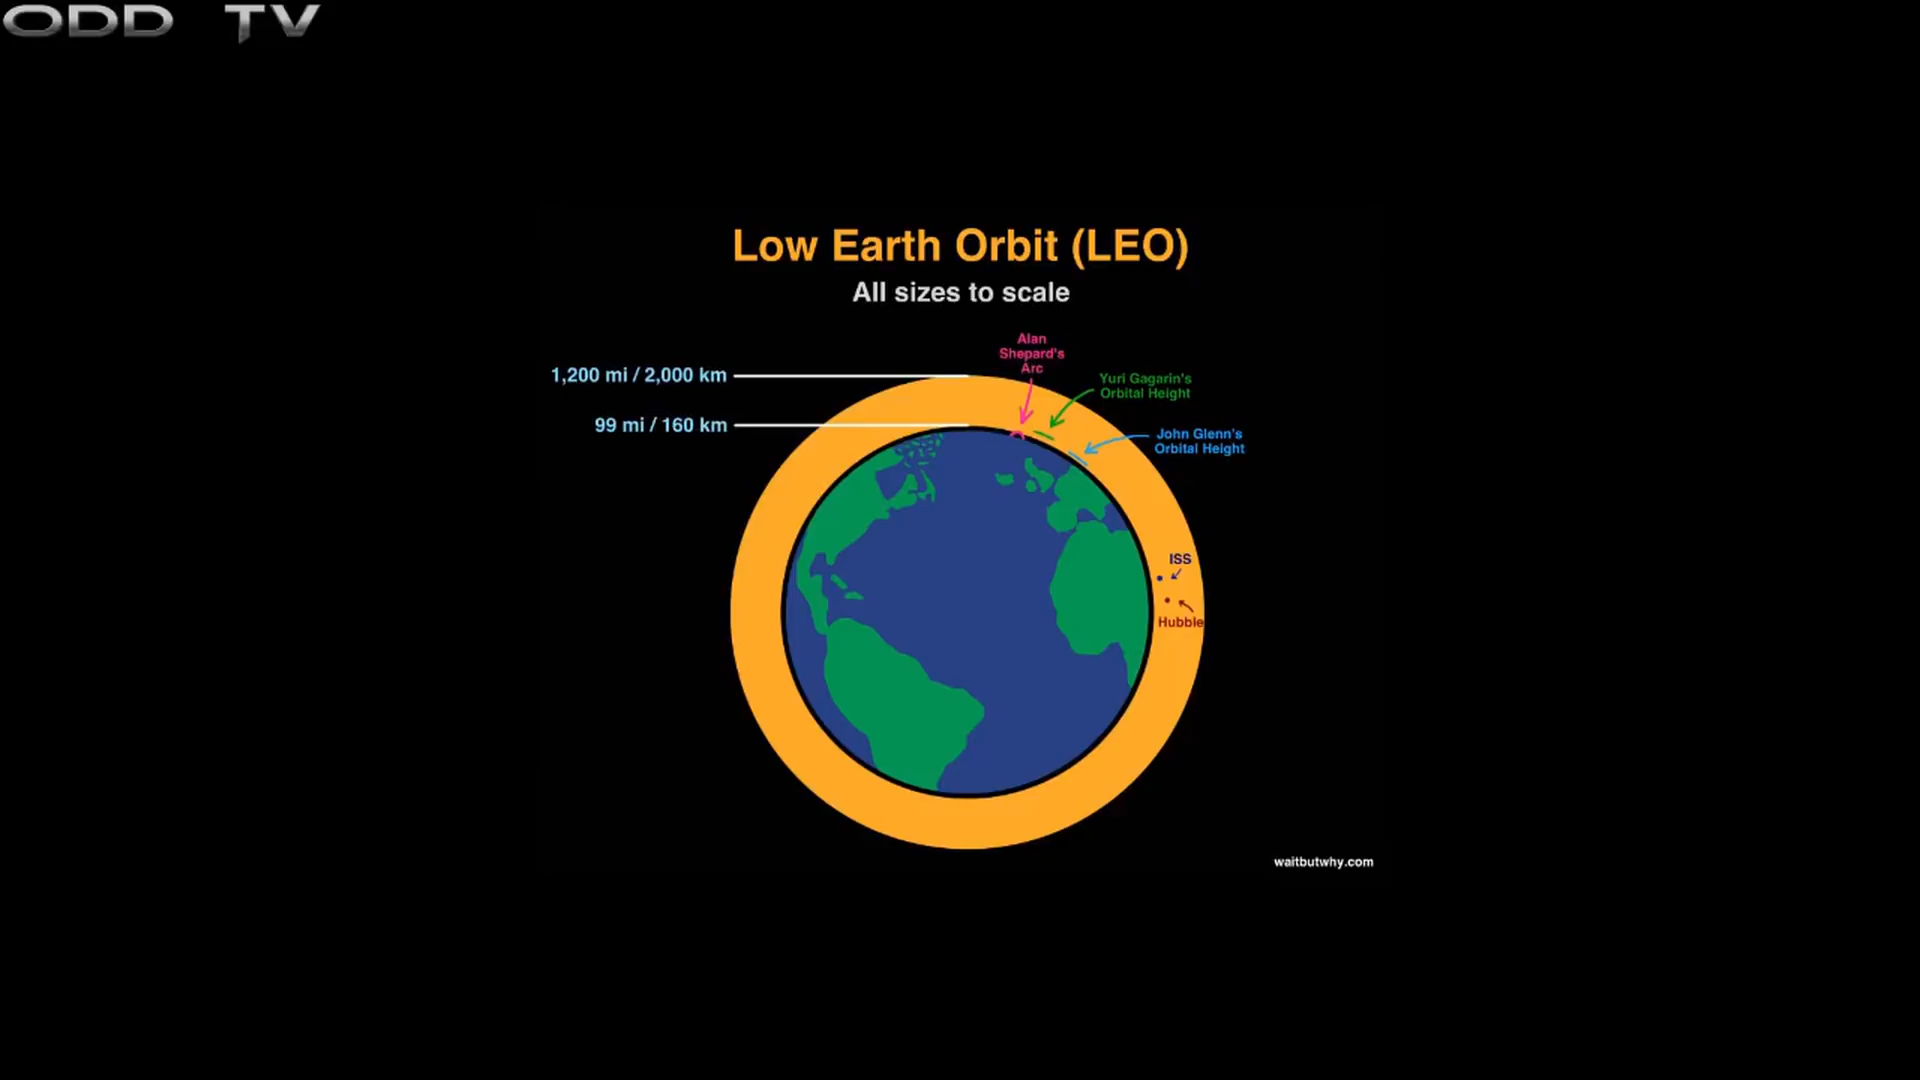 ODD TV
Low Earth Orbit (LEO)
All sizes to scale
Alan
Shepard's
Arc
1,200 mi / 2,000 km
Yuri Gagarin's
Orbital Height
99 mi / 160 km
John Glenn's
Orbital Height
ISS
Hubble
waitbutwhy.com